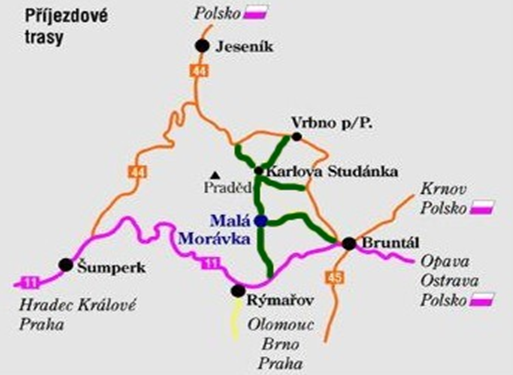 Příjezdové
trasy
Polsko
Jeseník
44
Vrbno p/P.
Karlova Studánka
Praděd
44
Krnov
Polsko
Malá
Morávka
Bruntál
Šumperk
11
11
Opava
Ostrava
Polsko
45
Rýmařov
Hradec Králové
Praha
Olomouc
Brno
Praha